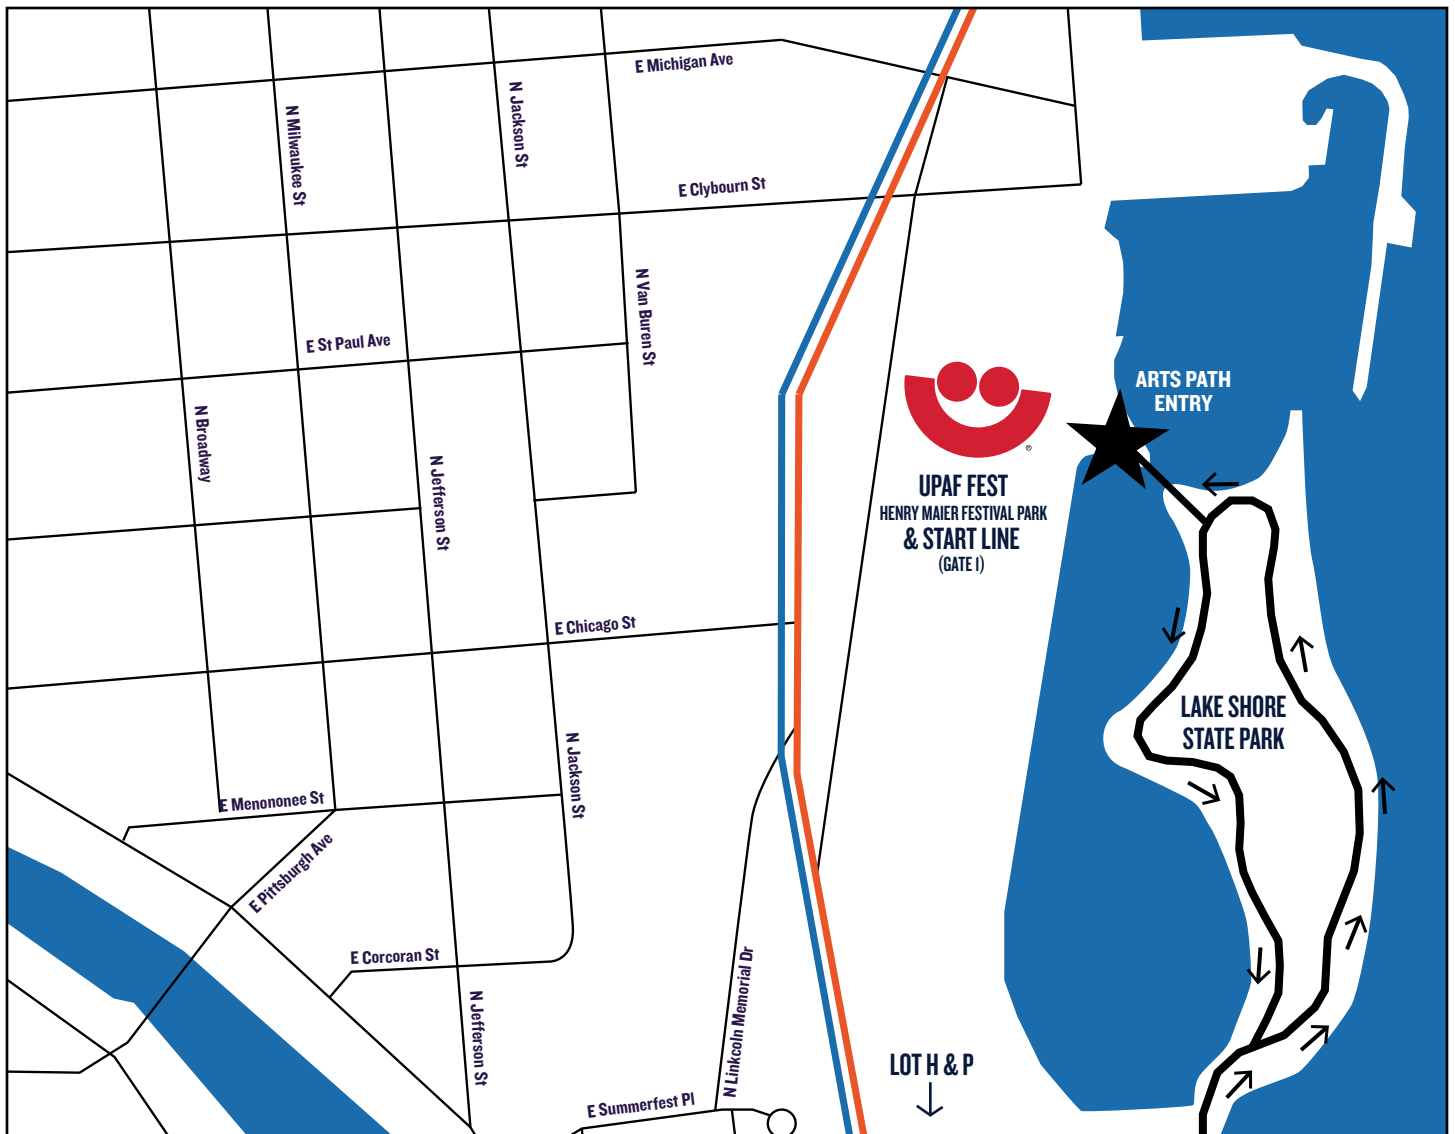 E Michigan Ave
N Jackson St
N Milwaukee St
E Clybourn St
N Van Buren St
E St Paul Ave
ARTS PATH
ENTRY
N Broadway
N Jefferson St
®
UPAF FEST
HENRY MAIER FESTIVAL PARK
& START LINE
(GATE 1)
E Chicago St
LAKE SHORE
STATE PARK
N Jackson St
E Menononee St
E Pittsburgh Ave
E Corcoran St
N Linkcoln Memorial Dr
N Jefferson St
LOT H & P
E Summerfest Pl